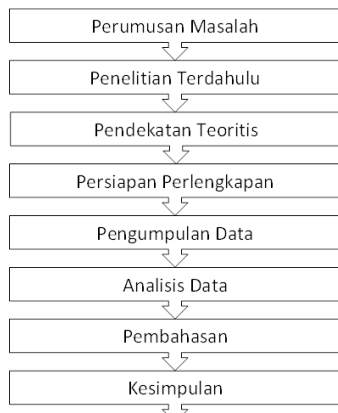 Perumusan Masalah
Penelitian Terdahulu
Pendekatan Teoritis
Persiapan Perlengkapan
Pengumpulan Data
Analisis Data
Pembahasan
Kesimpulan